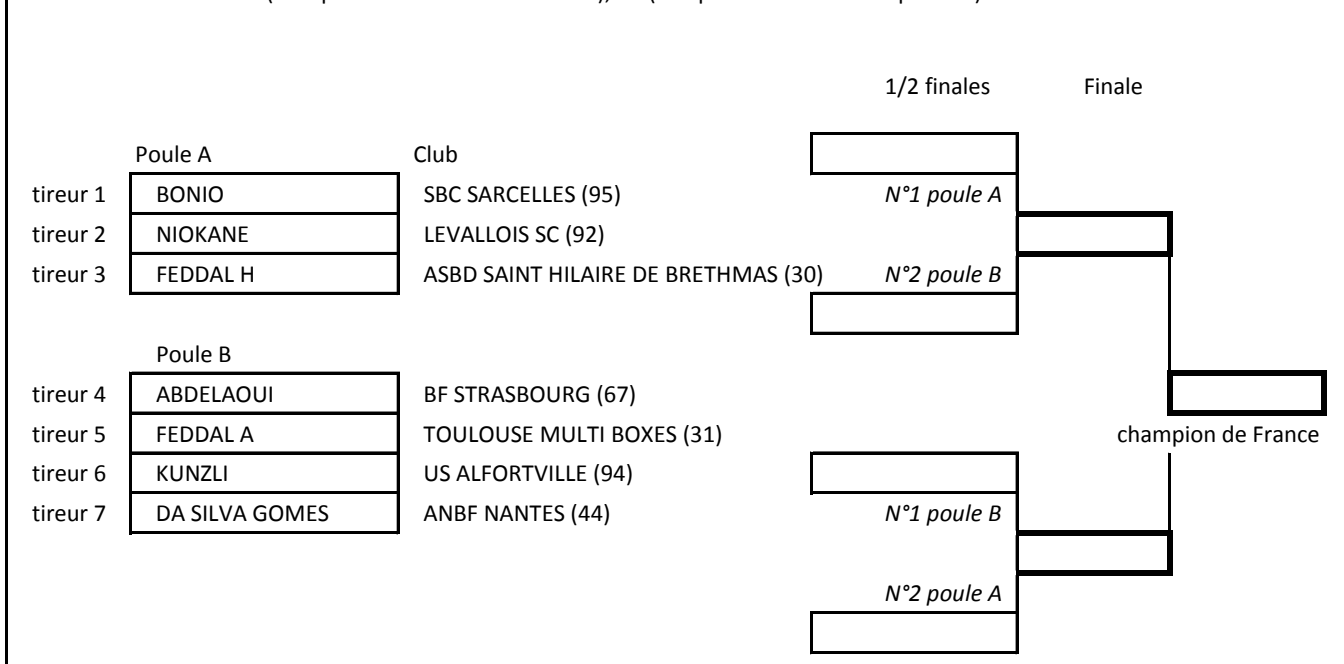 1/2 finales Finale
Poule A Club
tireur 1 BONIO SBC SARCELLES (95) N°1 poule A
tireur 2 NIOKANE LEVALLOIS SC (92)
tireur 3 FEDDAL H ASBD SAINT HILAIRE DE BRETHMAS (30) N°2 poule B
Poule B
tireur 4 ABDELAOUI BF STRASBOURG (67)
tireur 5 FEDDAL A TOULOUSE MULTI BOXES (31) champion de France
tireur 6 KUNZLI US ALFORTVILLE (94)
tireur 7 DA SILVA GOMES ANBF NANTES (44) N°1 poule B
N°2 poule A